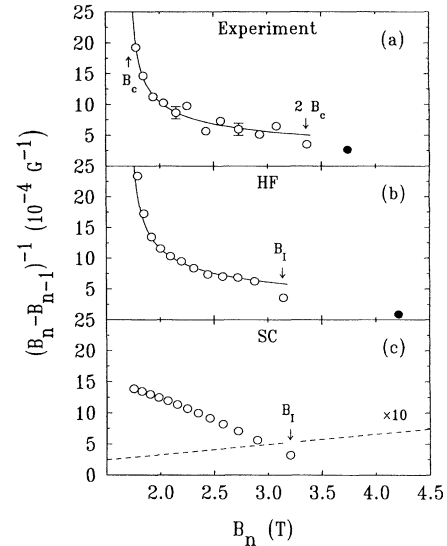 25
Experiment
20
(a)
15
B_c
10
2 B_c
5
25
HF
20
(b)
15
10
B_I
5
25
SC
20
(c)
15
B_I
10
×10
5
0
2.0 2.5 3.0 3.5 4.0 4.5
B_n (T)
(B_n-B_{n-1})^{-1} (10^{-4} G^{-1})